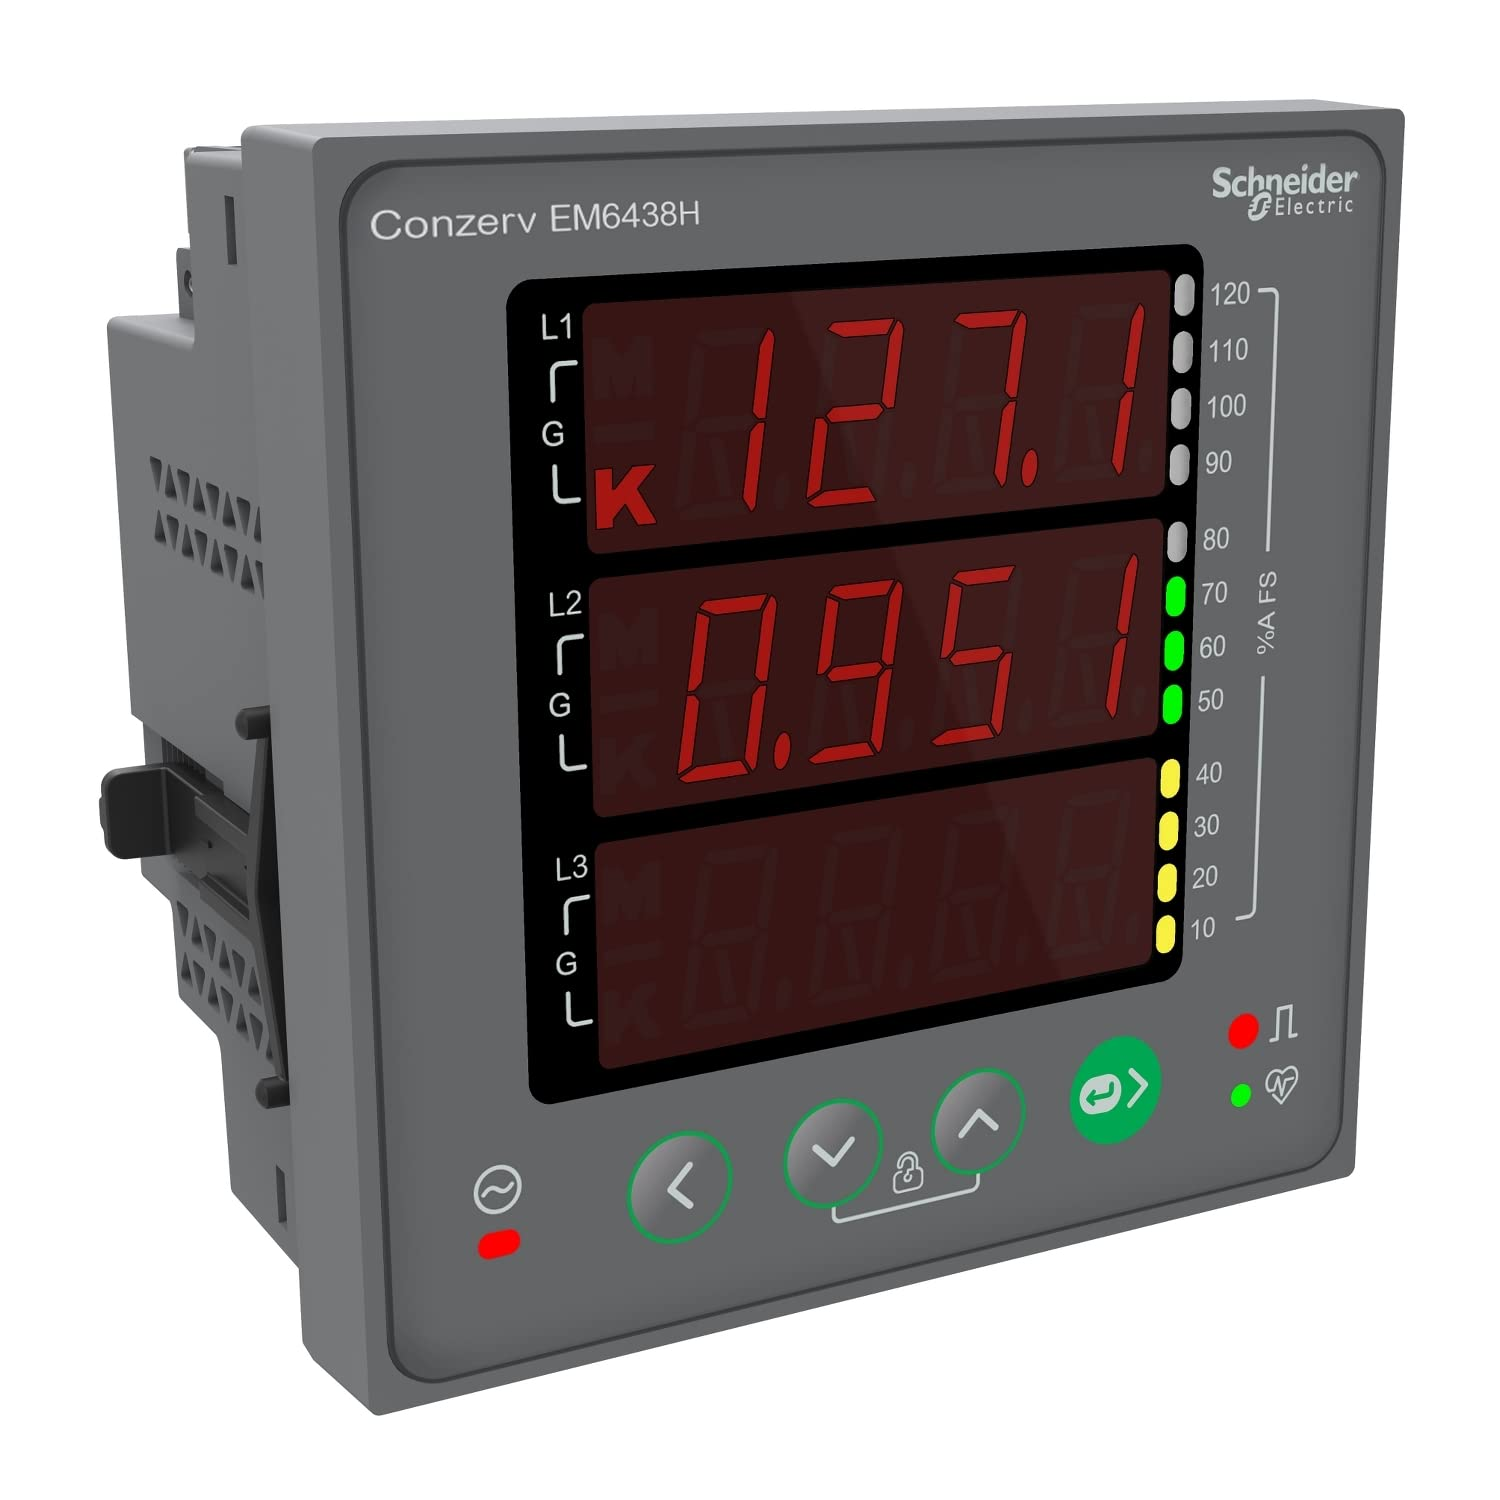 Conzerv EM6438H
Schneider
Electric
L1
G
K 127.1
L2
G
0.951
L3
G
120
110
100
90
80
70
60
50
40
30
20
10
%A FS